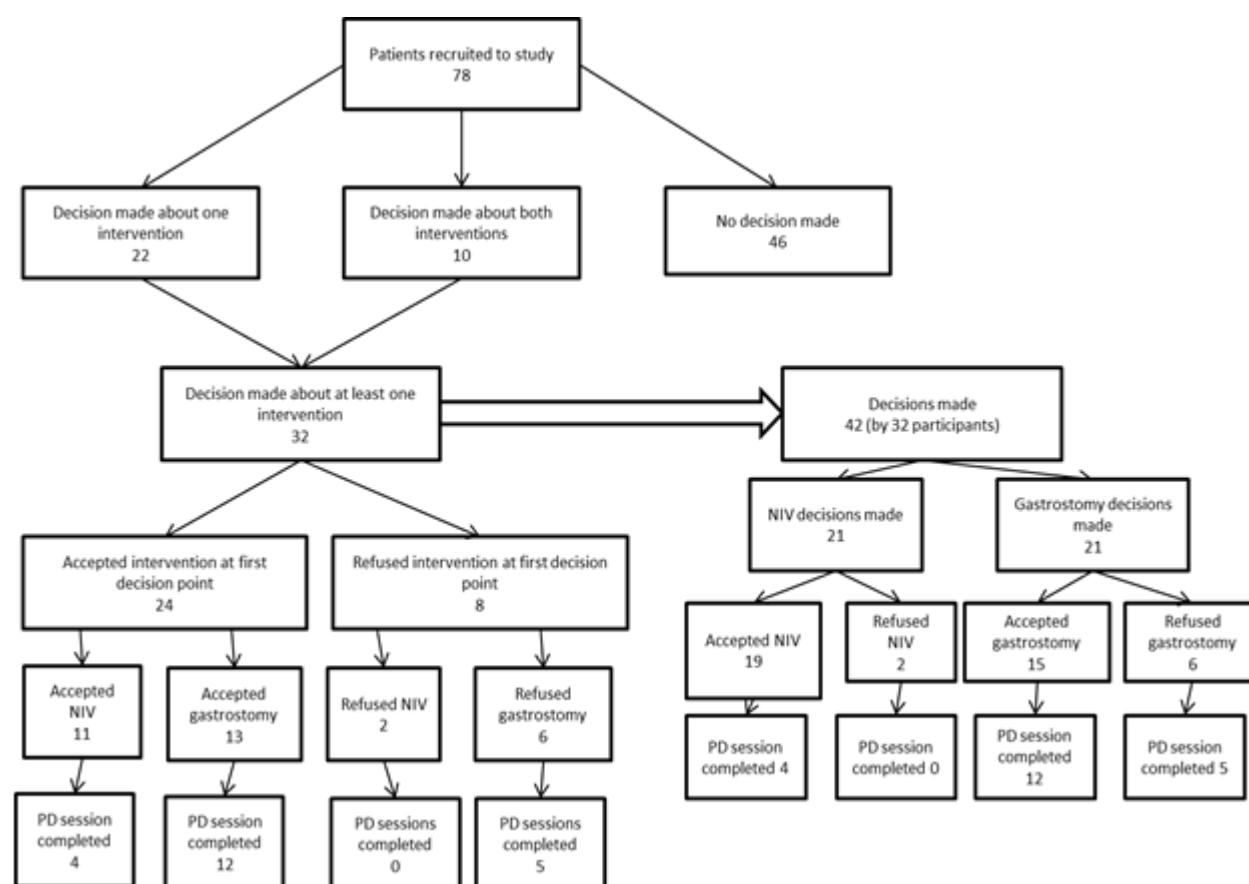 Patients recruited to study
78
Decision made about one
intervention
22
Decision made about both
interventions
10
No decision made
46
Decision made about at least one
intervention
32
Decisions made
42 (by 32 participants)
NIV decisions made
21
Gastrostomy decisions
made
21
Accepted intervention at first
decision point
24
Refused intervention at first decision
point
8
Accepted NIV
19
Refused
NIV
2
Accepted
gastrostomy
15
Refused
gastrostomy
6
Accepted
NIV
11
Accepted
gastrostomy
13
Refused NIV
2
Refused
gastrostomy
6
PD session
completed 4
PD session
completed 0
PD session
completed
12
PD session
completed 5
PD session
completed
4
PD session
completed
12
PD sessions
completed
0
PD sessions
completed
5